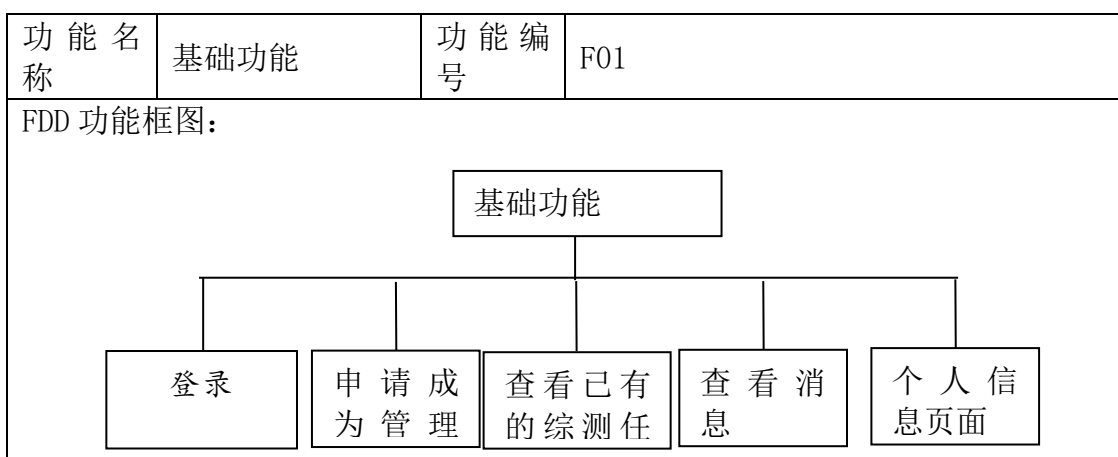 功能名
称
基础功能
功能编
号
F01
FDD 功能框图：
基础功能
登录
申请成
为管理
查看已有
的综测任
查看消
息
个人信
息页面